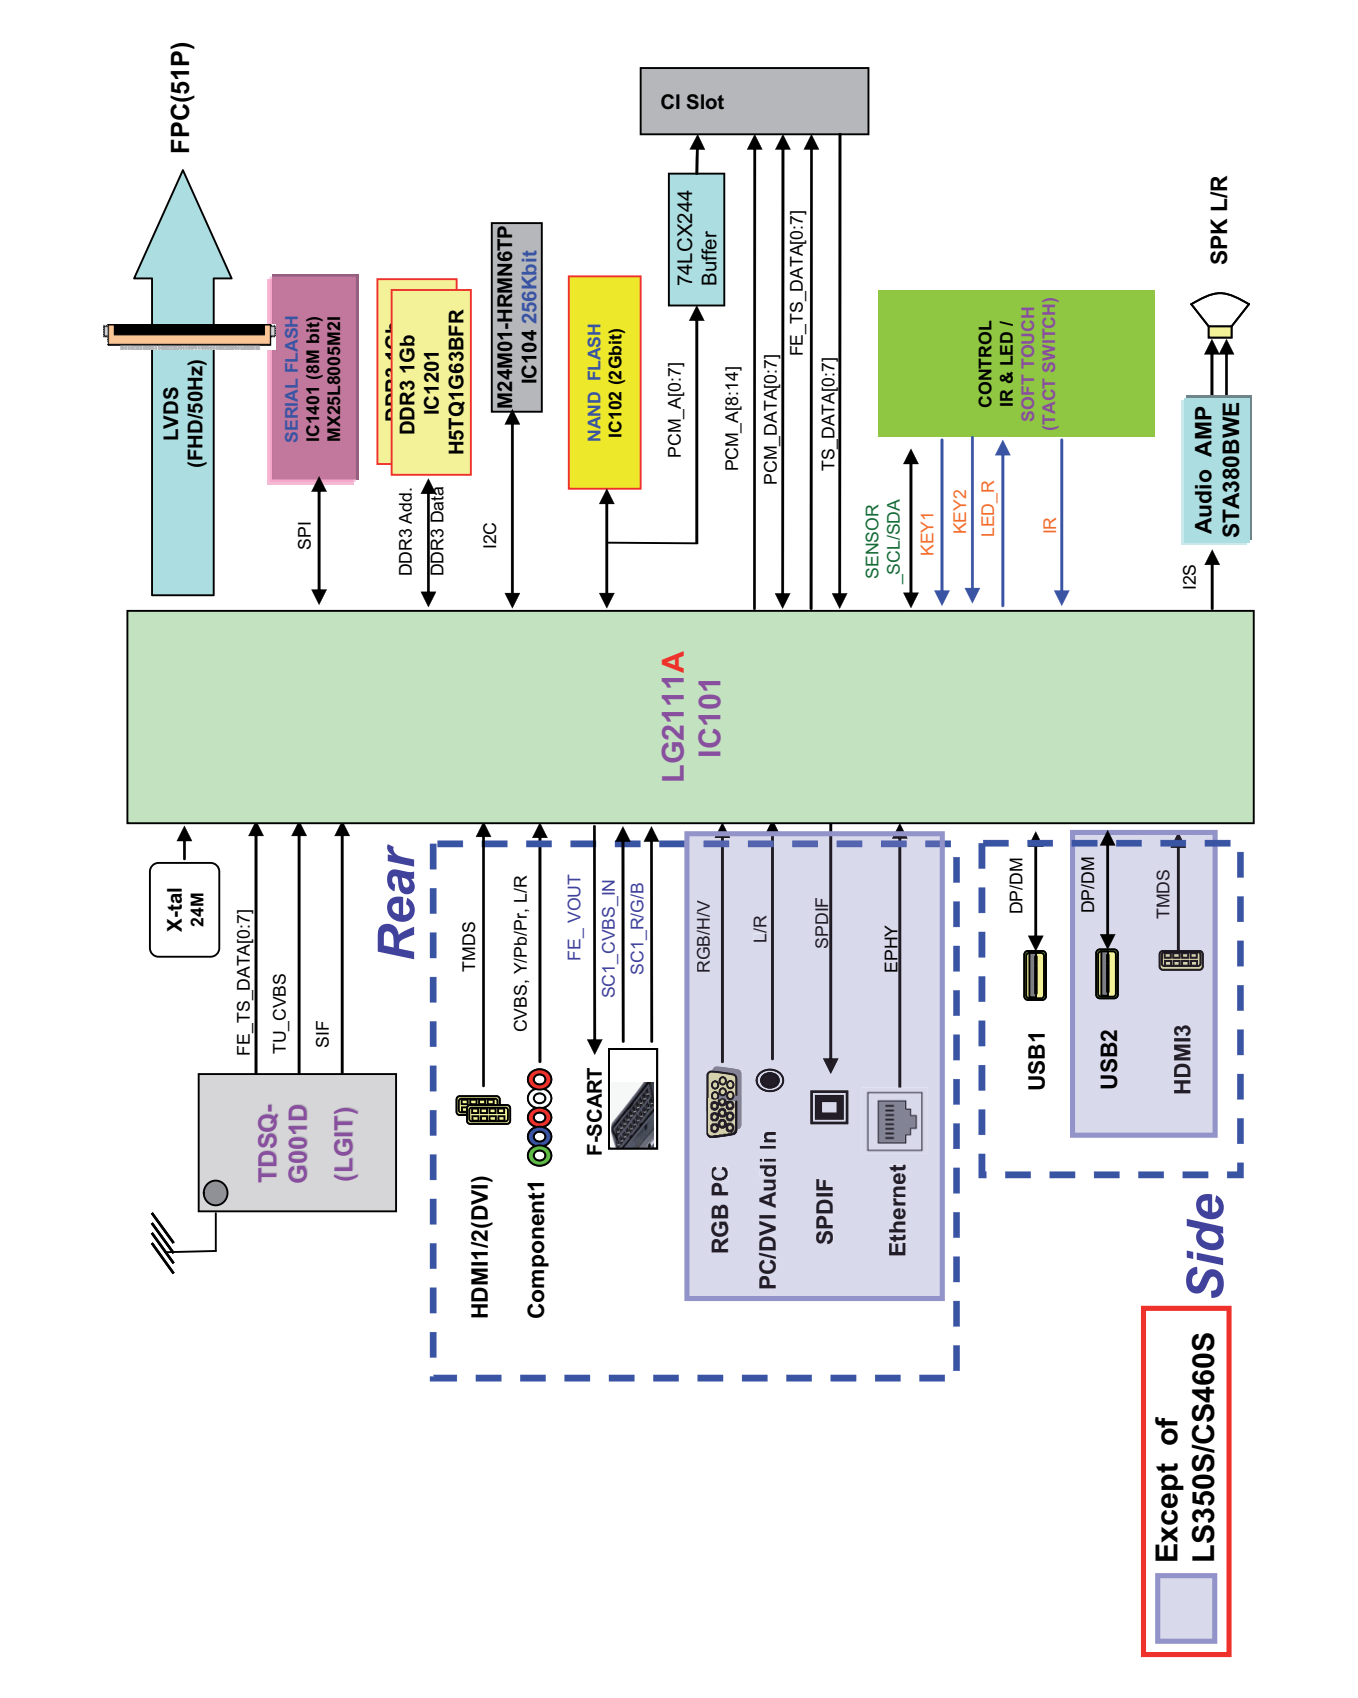 FPC(51P)
LVDS
(FHD/50Hz)
SERIAL FLASH
IC1401 (8M bit)
MX25L8005M2I
SPI
DDR3 1Gb
DDR3 1Gb
IC1201
H5TQ1G63BFR
DDR3 Add.
DDR3 Data
M24M01-HRMN6TP
IC104 256Kbit
I2C
NAND FLASH
IC102 (2Gbit)
CI Slot
74LCX244
Buffer
PCM_A[0:7]
PCM_A[8:14]
PCM_DATA[0:7]
FE_TS_DATA[0:7]
TS_DATA[0:7]
CONTROL
IR & LED /
SOFT TOUCH
(TACT SWITCH)
SENSOR
_SCL/SDA
KEY1
KEY2
LED_R
IR
SPK L/R
Audio AMP
STA380BWE
I2S
LG2111A
IC101
X-tal
24M
FE_TS_DATA[0:7]
TU_CVBS
SIF
TDSQ-
G001D
(LGIT)
Rear
TMDS
HDMI1/2(DVI)
CVBS, Y/Pb/Pr, L/R
Component1
FE_VOUT
SC1_CVBS_IN
SC1_R/G/B
F-SCART
RGB/H/V
RGB PC
L/R
PC/DVI Audi In
SPDIF
SPDIF
EPHY
Ethernet
DP/DM
USB1
DP/DM
USB2
TMDS
HDMI3
Side
Except of
LS350S/CS460S